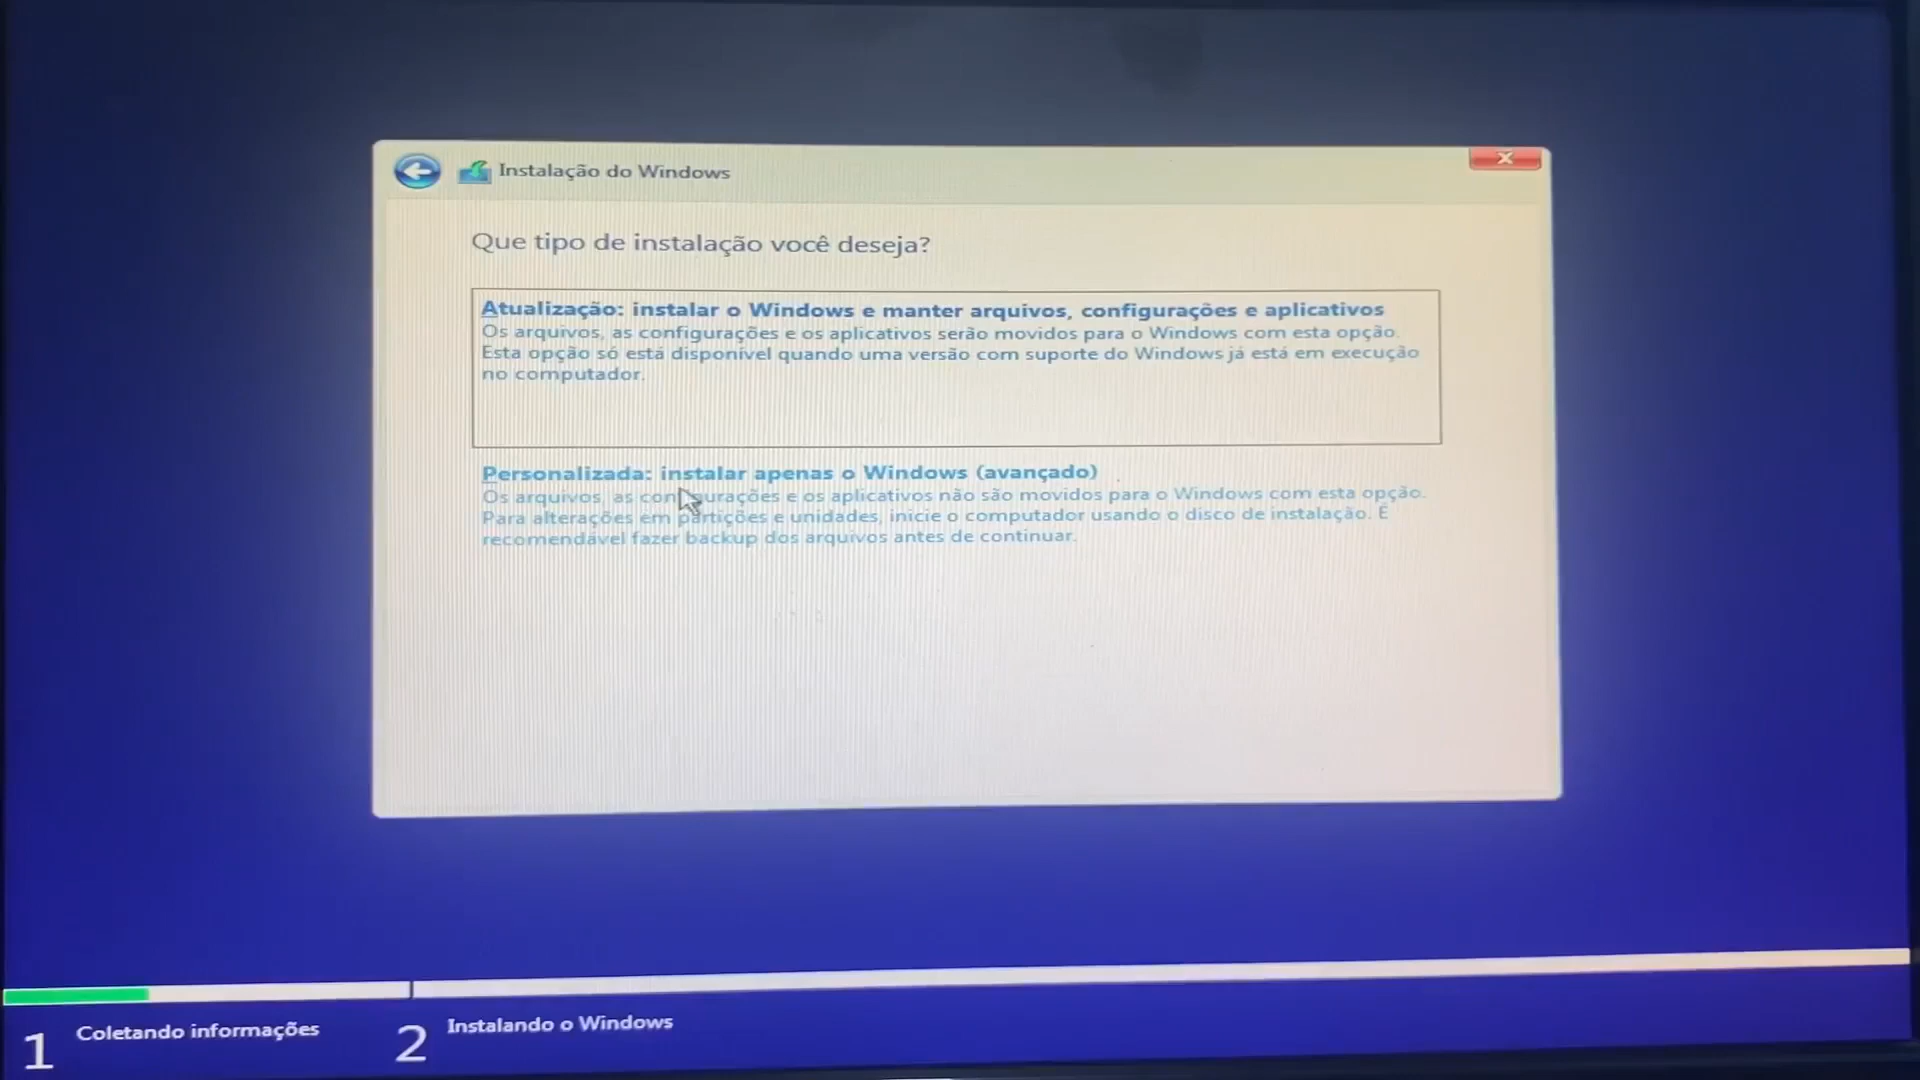 Instalação do Windows
Que tipo de instalação você deseja?
Atualização: instalar o Windows e manter arquivos, configurações e aplicativos
Os arquivos, as configurações e os aplicativos serão movidos para o Windows com esta opção.
Esta opção só está disponível quando uma versão com suporte do Windows já está em execução
no computador.
Personalizada: instalar apenas o Windows (avançado)
Os arquivos, as configurações e os aplicativos não são movidos para o Windows com esta opção.
Para alterações em partições e unidades, inicie o computador usando o disco de instalação. É
recomendável fazer backup dos arquivos antes de continuar.
1 Coletando informações
2 Instalando o Windows